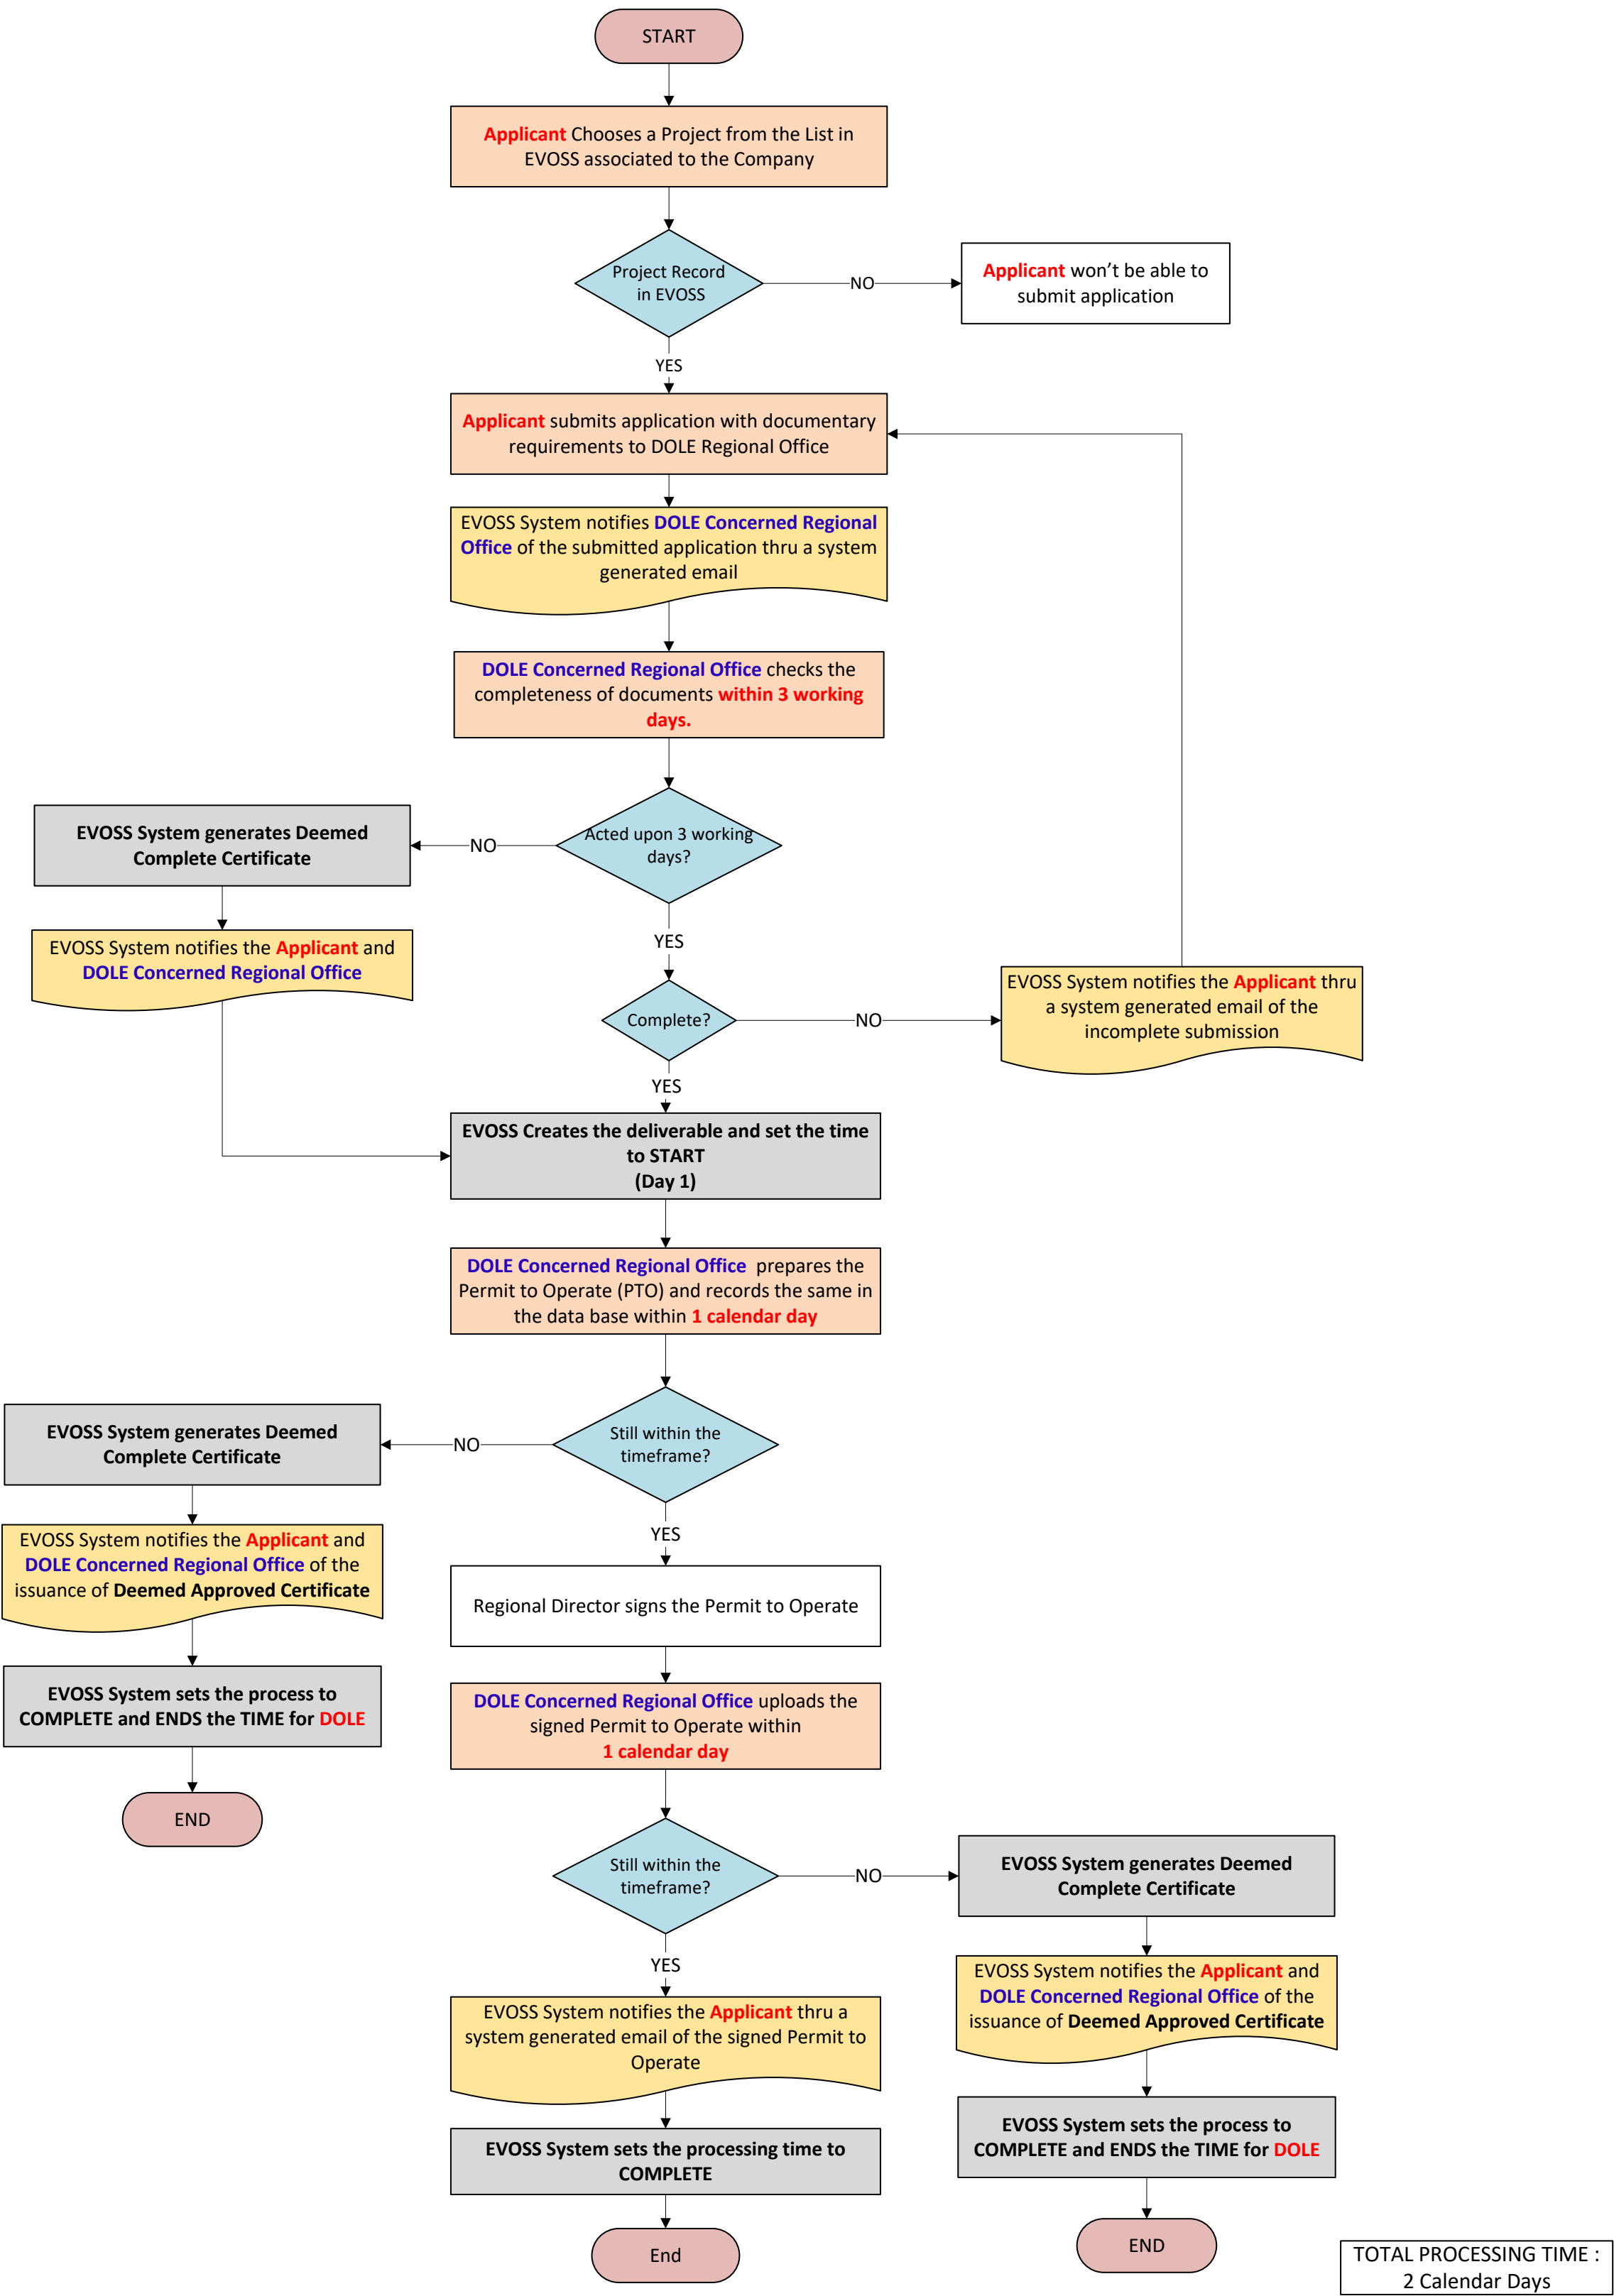 START
Applicant Chooses a Project from the List in
EVOSS associated to the Company
Project Record
in EVOSS
NO
Applicant won't be able to
submit application
YES
Applicant submits application with documentary
requirements to DOLE Regional Office
EVOSS System notifies DOLE Concerned Regional
Office of the submitted application thru a system
generated email
DOLE Concerned Regional Office checks the
completeness of documents within 3 working
days.
Acted upon 3 working
days?
NO
EVOSS System generates Deemed
Complete Certificate
EVOSS System notifies the Applicant and
DOLE Concerned Regional Office
YES
Complete?
NO
EVOSS System notifies the Applicant thru
a system generated email of the
incomplete submission
YES
EVOSS Creates the deliverable and set the time
to START
(Day 1)
DOLE Concerned Regional Office prepares the
Permit to Operate (PTO) and records the same in
the data base within 1 calendar day
Still within the
timeframe?
NO
EVOSS System generates Deemed
Complete Certificate
EVOSS System notifies the Applicant and
DOLE Concerned Regional Office of the
issuance of Deemed Approved Certificate
EVOSS System sets the process to
COMPLETE and ENDS the TIME for DOLE
END
YES
Regional Director signs the Permit to Operate
DOLE Concerned Regional Office uploads the
signed Permit to Operate within
1 calendar day
Still within the
timeframe?
NO
EVOSS System generates Deemed
Complete Certificate
EVOSS System notifies the Applicant and
DOLE Concerned Regional Office of the
issuance of Deemed Approved Certificate
EVOSS System sets the process to
COMPLETE and ENDS the TIME for DOLE
END
YES
EVOSS System notifies the Applicant thru a
system generated email of the signed Permit to
Operate
EVOSS System sets the processing time to
COMPLETE
End
TOTAL PROCESSING TIME :
2 Calendar Days